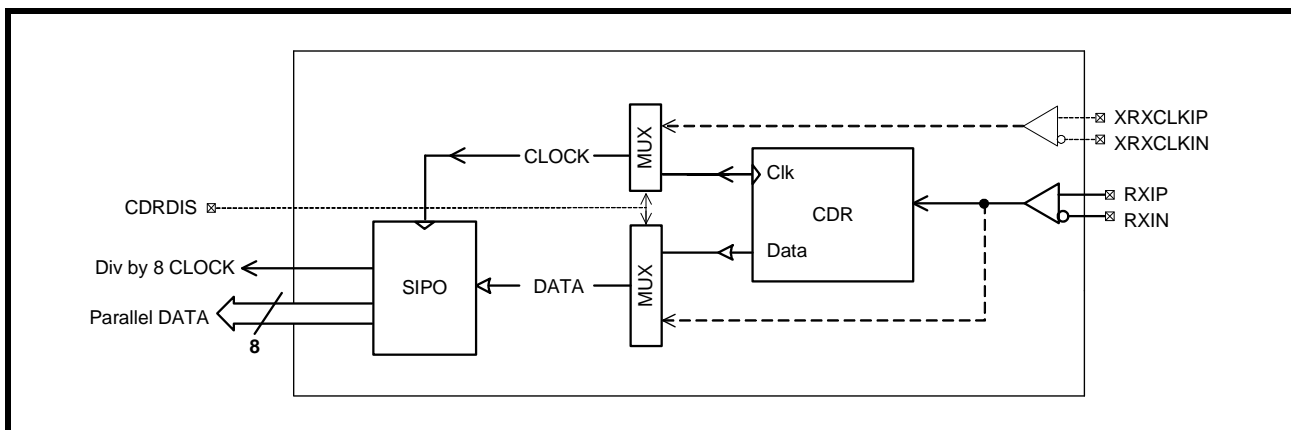 XRXCLKIP
XRXCLKIN
MUX
CLOCK
Clk
CDRDIS
CDR
RXIP
RXIN
Data
Div by 8 CLOCK
SIPO
DATA
MUX
Parallel DATA
8